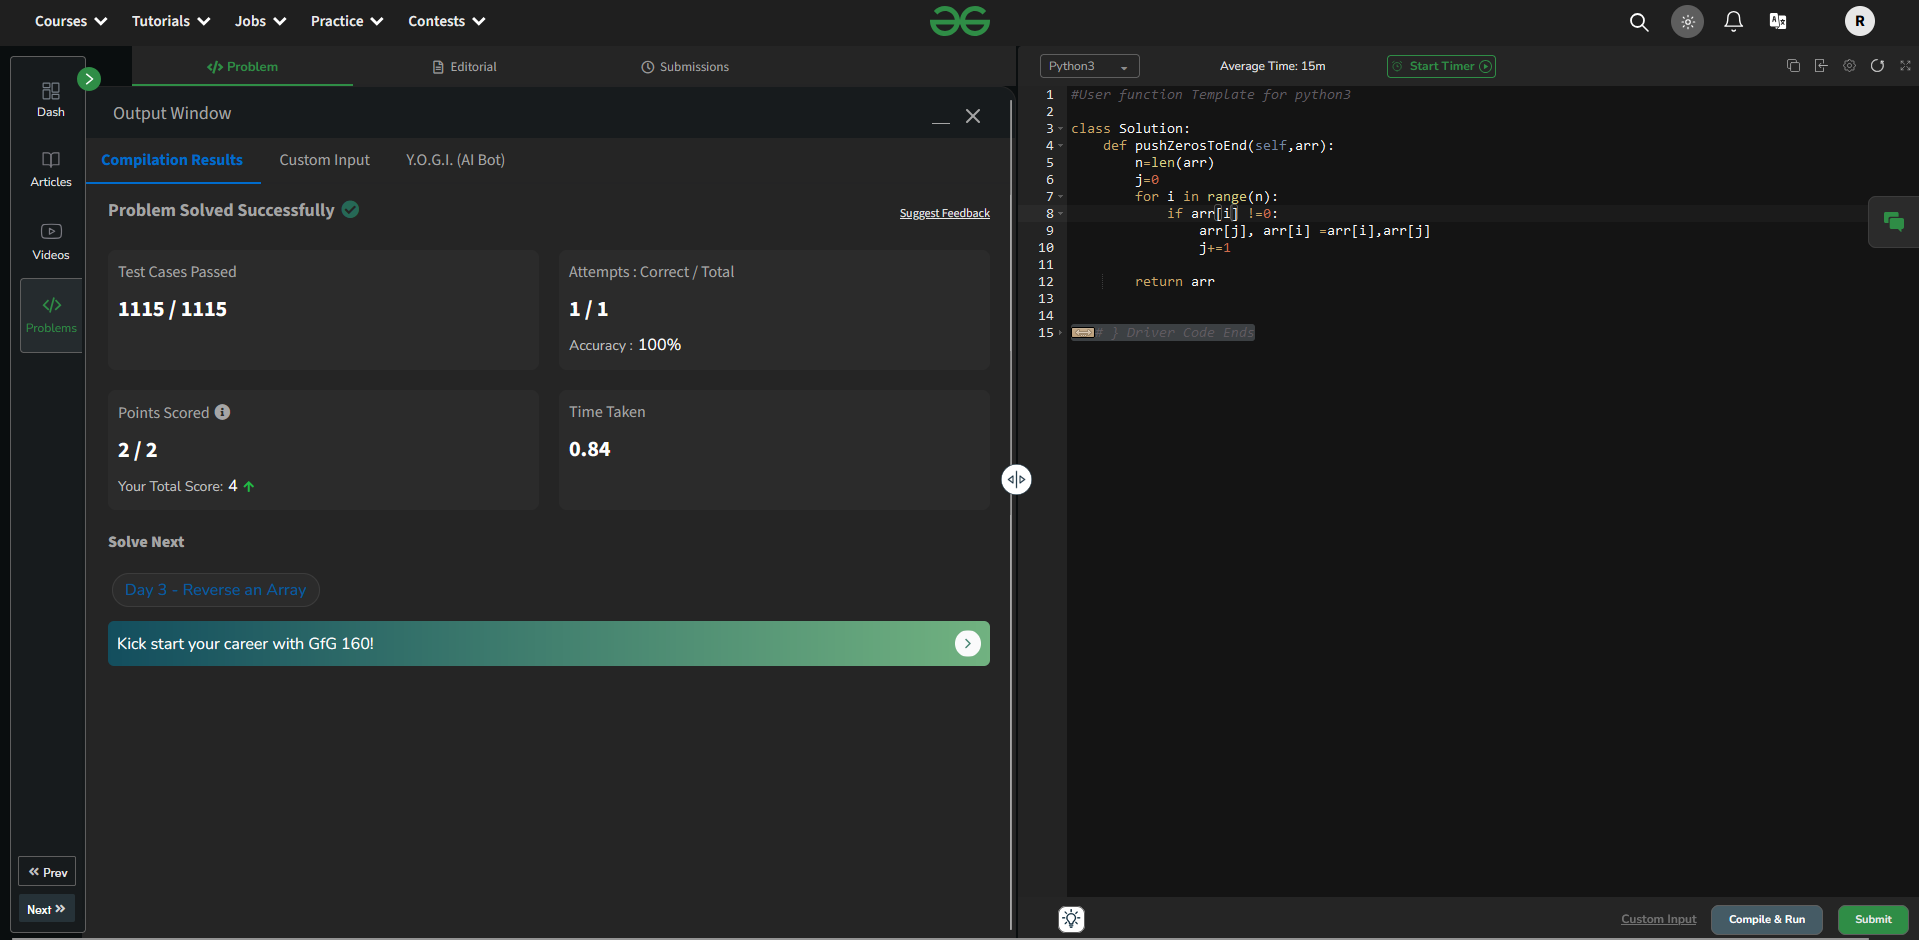 Courses Tutorials Jobs Practice Contests
R
Dash
Articles
Videos
Problems
Prev
Next
Problem Editorial Submissions
Output Window
Compilation Results Custom Input Y.O.G.I. (AI Bot)
Problem Solved Successfully
Suggest Feedback
Test Cases Passed
1115 / 1115
Attempts : Correct / Total
1 / 1
Accuracy : 100%
Points Scored
2 / 2
Your Total Score: 4
Time Taken
0.84
Solve Next
Day 3 - Reverse an Array
Kick start your career with GfG 160!
Python3 Average Time: 15m Start Timer
1 #User function Template for python3
2
3 class Solution:
4 def pushZerosToEnd(self,arr):
5 n=len(arr)
6 j=0
7 for i in range(n):
8 if arr[i] !=0:
9 arr[j], arr[i] =arr[i],arr[j]
10 j+=1
11
12 return arr
13
14
15 # } Driver Code Ends
Custom Input Compile & Run Submit